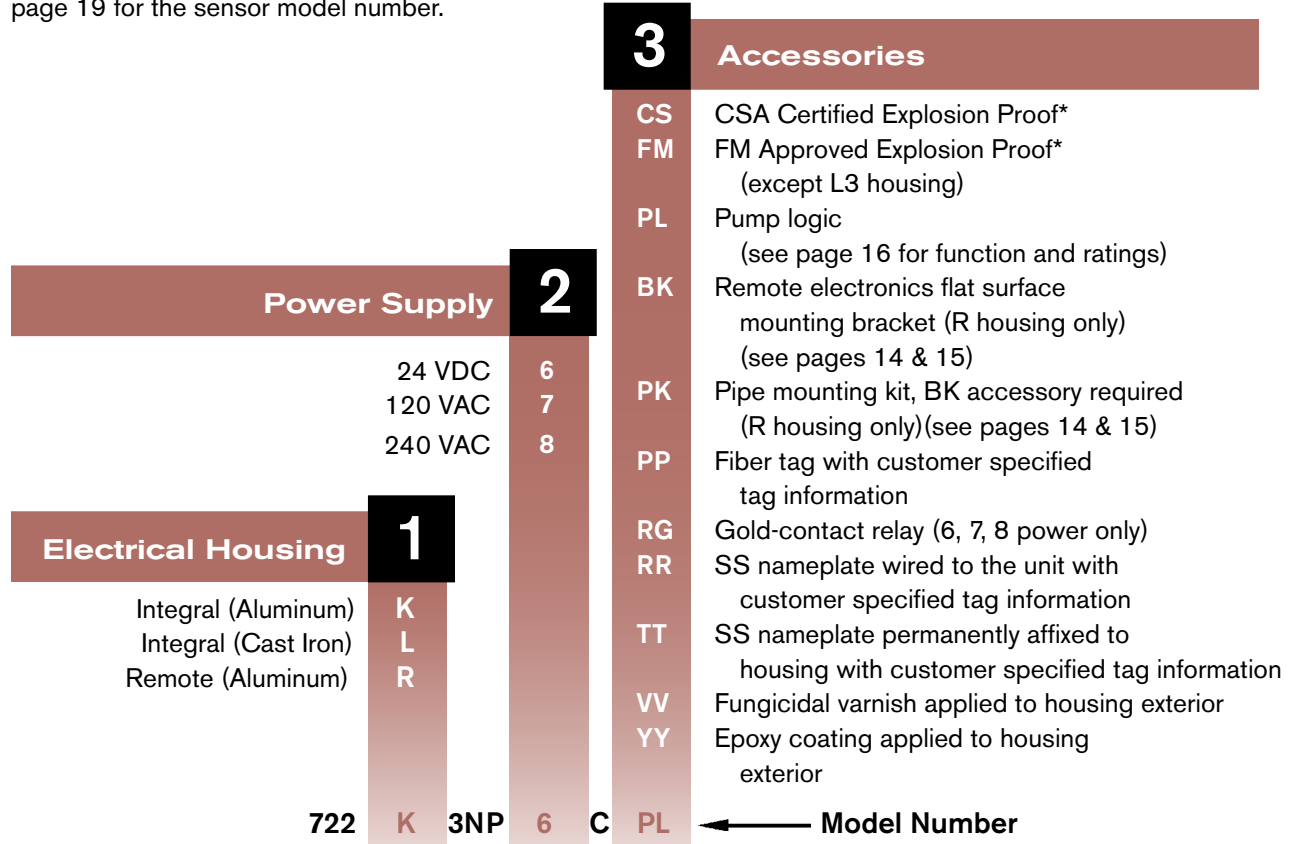 page 19 for the sensor model number.
3 Accessories
CS CSA Certified Explosion Proof*
FM FM Approved Explosion Proof*
(except L3 housing)
PL Pump logic
(see page 16 for function and ratings)
BK Remote electronics flat surface
mounting bracket (R housing only)
(see pages 14 & 15)
PK Pipe mounting kit, BK accessory required
(R housing only)(see pages 14 & 15)
PP Fiber tag with customer specified
tag information
RG Gold-contact relay (6, 7, 8 power only)
RR SS nameplate wired to the unit with
customer specified tag information
TT SS nameplate permanently affixed to
housing with customer specified tag information
VV Fungicidal varnish applied to housing exterior
YY Epoxy coating applied to housing
exterior
Power Supply 2
24 VDC 6
120 VAC 7
240 VAC 8
Electrical Housing 1
Integral (Aluminum) K
Integral (Cast Iron) L
Remote (Aluminum) R
722 K 3NP 6 C PL Model Number